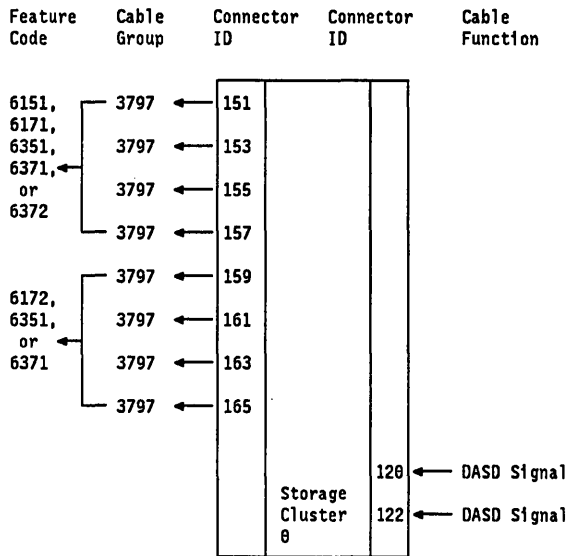 Feature Cable Connector Connector Cable
Code Group ID ID Function
6151, 3797 151
6171,
6351, 3797 153
6371,
or 3797 155
6372
3797 157
3797 159
6172,
6351, 3797 161
or
6371 3797 163
3797 165
120 DASD Signal
Storage
Cluster 122 DASD Signal
0